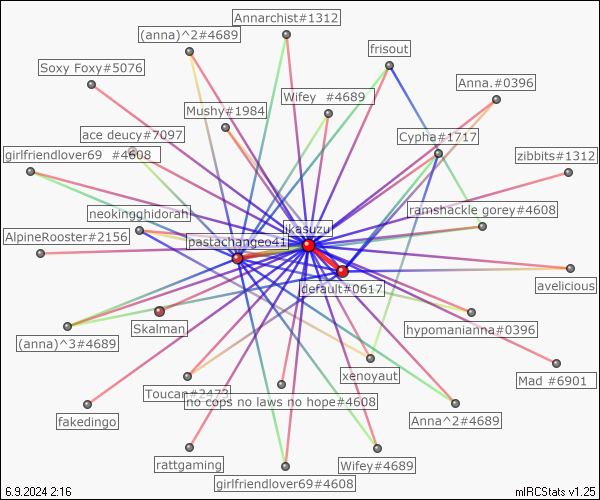 Annarchist#1312
(anna)^2#4689
frisout
Soxy Foxy#5076
Anna.#0396
Wifey #4689
Mushy#1984
ace deucy#7097
Cypha#1717
girlfriendlover69 #4608
zibbits#1312
neokingghidorah
ramshackle gorey#4608
ikasuzu
AlpineRooster#2156
pastachangeo41
default#0617
avelicious
Skalman
hypomanianna#0396
(anna)^3#4689
xenoyaut
Mad #6901
Toucan#2473
no cops no laws no hope#4608
fakedingo
Anna^2#4689
rattgaming
Wifey#4689
girlfriendlover69#4608
6.9.2024 2:16
mIRCStats v1.25